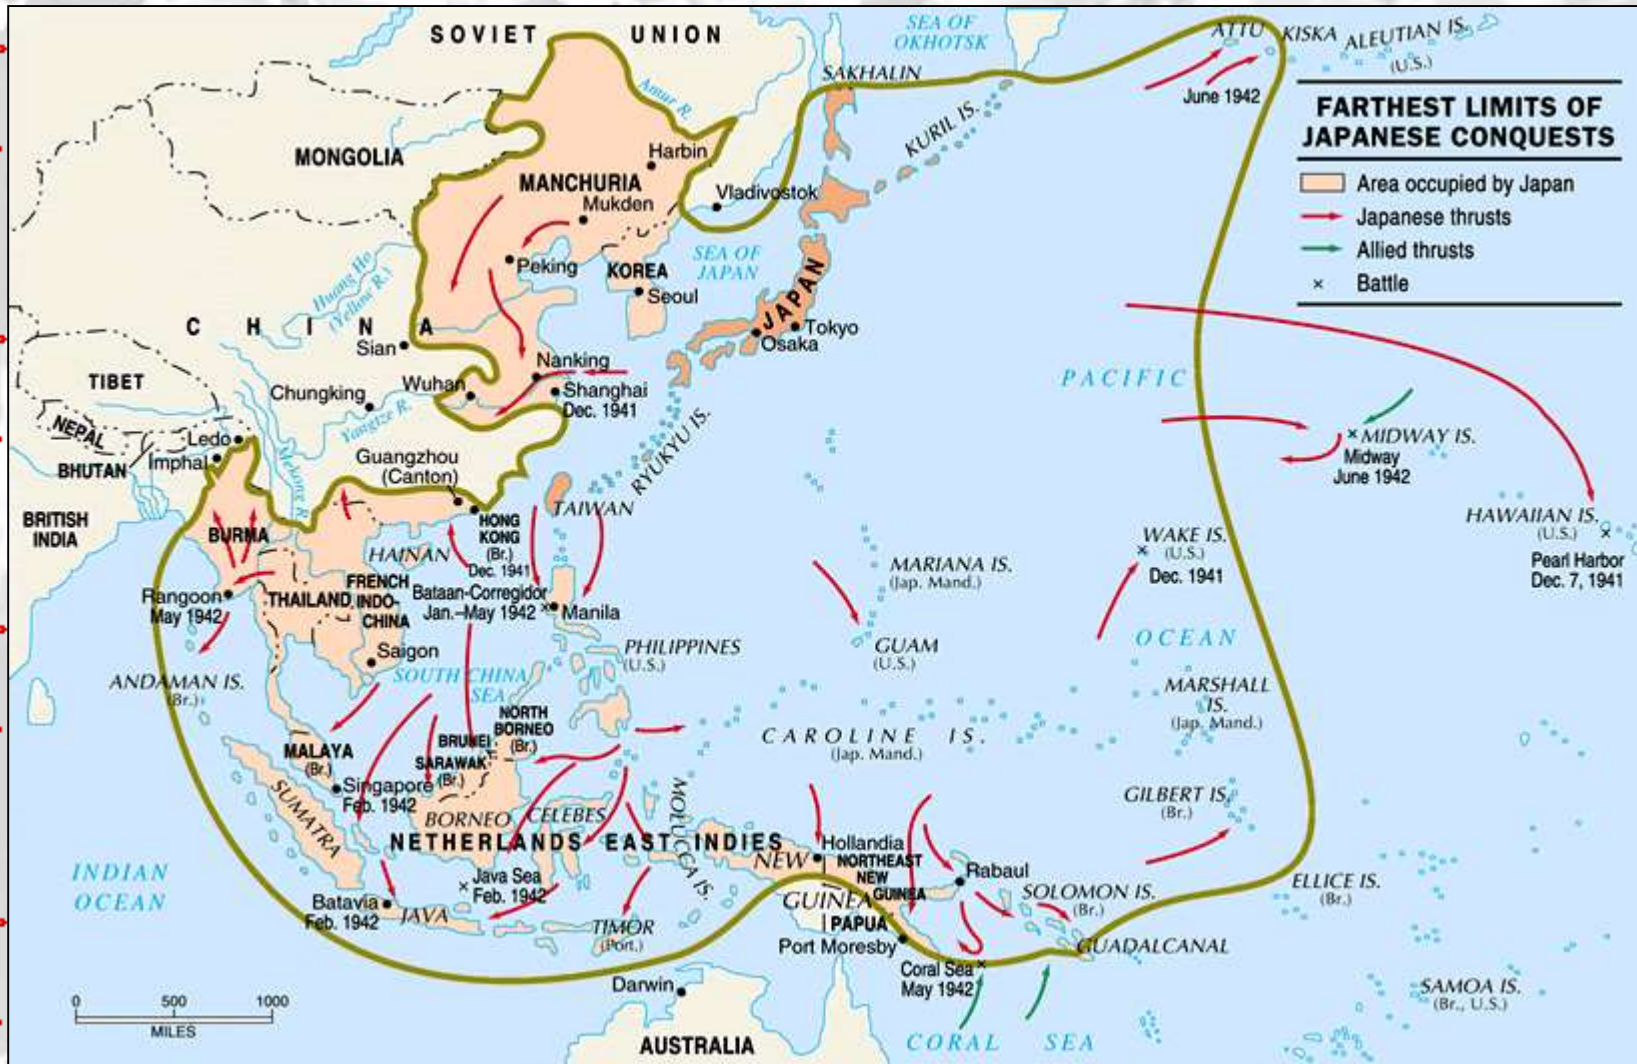 SOVIET UNION
SEA OF
OKHOTSK
ATTU
KISKA
ALEUTIAN IS.
(U.S.)
June 1942
SAKHALIN
KURIL IS.
Amur R.
FARTHEST LIMITS OF
JAPANESE CONQUESTS
Area occupied by Japan
Japanese thrusts
Allied thrusts
× Battle
MONGOLIA
Harbin
MANCHURIA
Mukden
Vladivostok
SEA OF
JAPAN
Peking
KOREA
Seoul
JAPAN
Tokyo
Osaka
Huang Ho
(Yellow R.)
CHINA
Sian
TIBET
Chungking
Wuhan
Nanking
Shanghai
Dec. 1941
Yangtze R.
NEPAL
BHUTAN
Ledo
Imphal
Mekong R.
Guangzhou
(Canton)
RYUKYU IS.
TAIWAN
PACIFIC
MIDWAY IS.
Midway
June 1942
HAWAIIAN IS.
(U.S.)
Pearl Harbor
Dec. 7, 1941
BRITISH
INDIA
BURMA
HONG
KONG
(Br.)
Dec. 1941
HAINAN
WAKE IS.
(U.S.)
Dec. 1941
MARIANA IS.
(Jap. Mand.)
Rangoon
May 1942
THAILAND
FRENCH
INDO-
CHINA
Bataan-Corregidor
Jan.–May 1942
Manila
Saigon
PHILIPPINES
(U.S.)
GUAM
(U.S.)
OCEAN
SOUTH CHINA
SEA
ANDAMAN IS.
(Br.)
MARSHALL
IS.
(Jap. Mand.)
NORTH
BORNEO
(Br.)
BRUNEI
SARAWAK
(Br.)
CAROLINE IS.
(Jap. Mand.)
MALAYA
(Br.)
Singapore
Feb. 1942
SUMATRA
BORNEO
CELEBES
MOLUCCA IS.
GILBERT IS.
(Br.)
NETHERLANDS EAST INDIES
NEW
GUINEA
Hollandia
NORTHEAST
NEW
GUINEA
Rabaul
INDIAN
OCEAN
Java Sea
Feb. 1942
Batavia
Feb. 1942
JAVA
TIMOR
(Port.)
PAPUA
Port Moresby
SOLOMON IS.
(Br.)
ELLICE IS.
(Br.)
GUADALCANAL
Coral Sea
May 1942
Darwin
SAMOA IS.
(Br., U.S.)
0 500 1000
MILES
AUSTRALIA
CORAL SEA